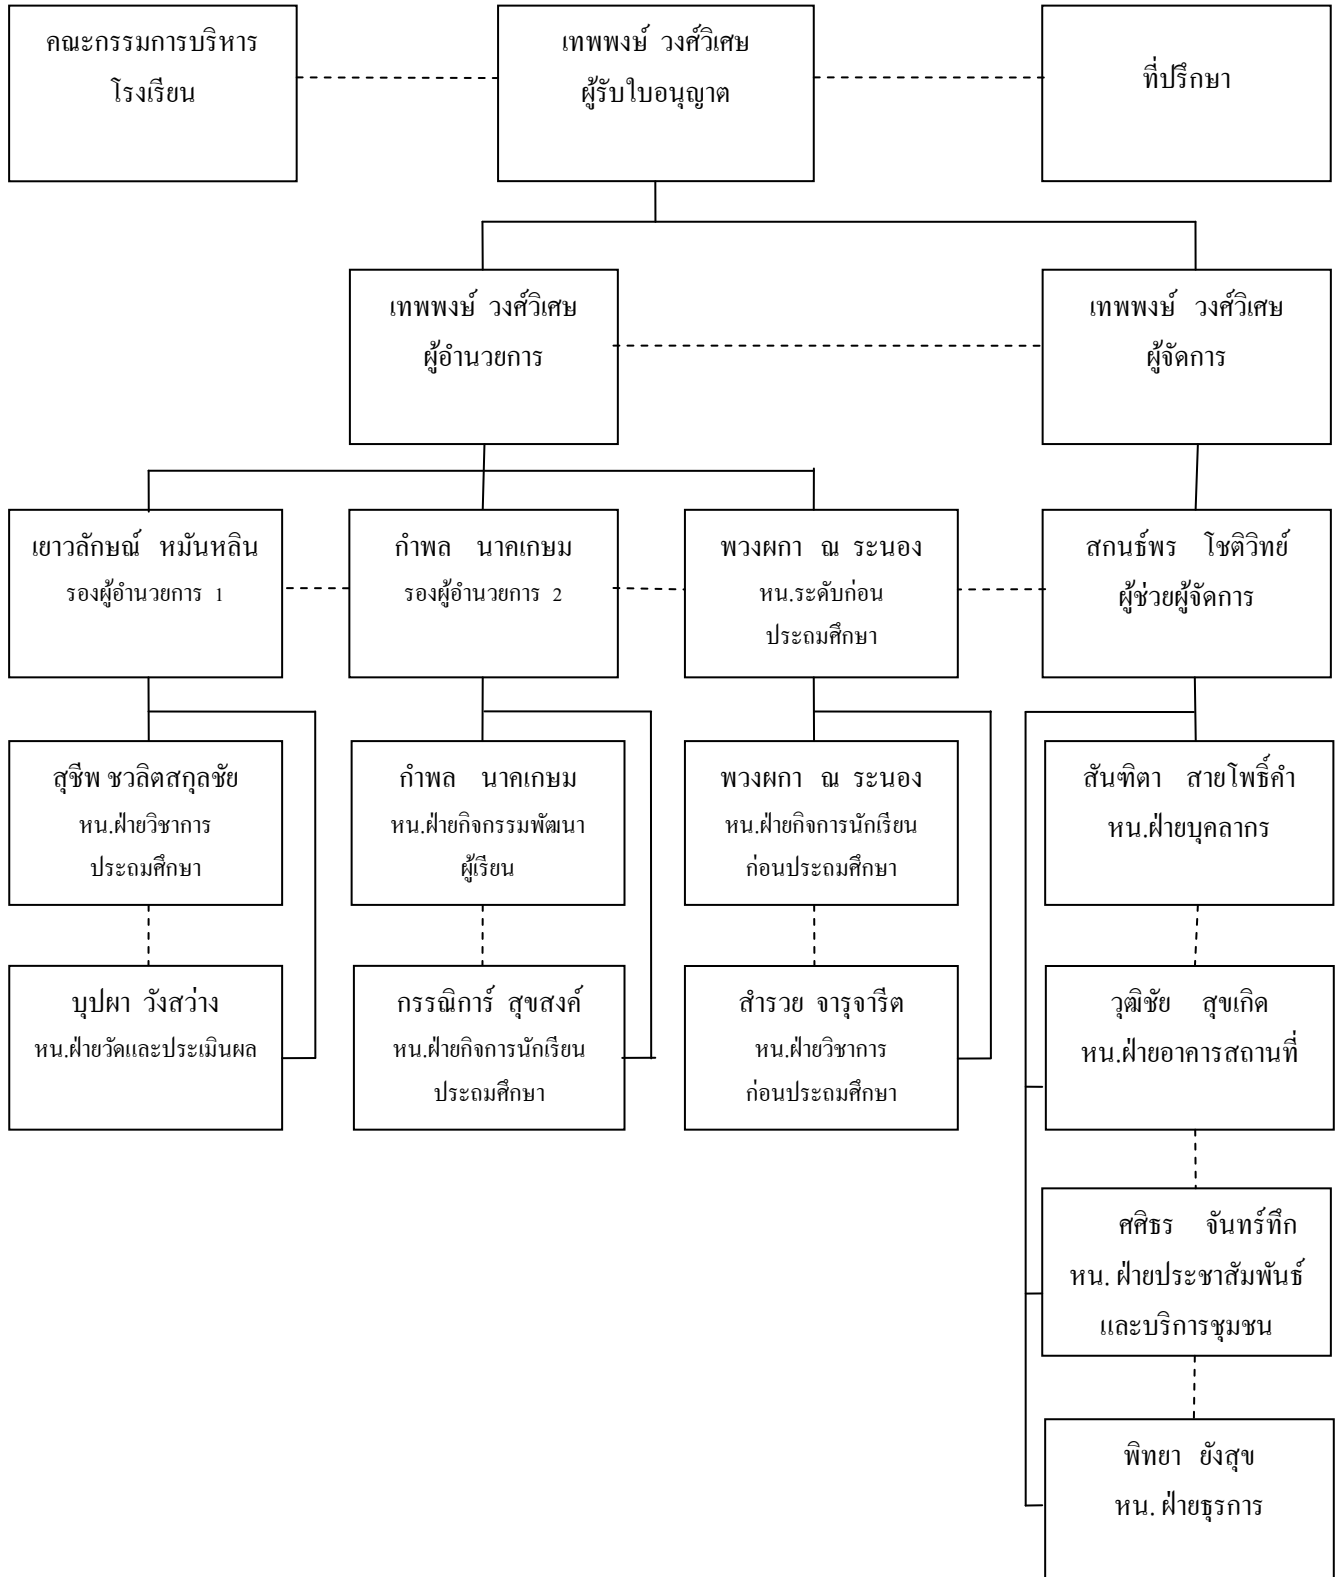 คณะกรรมการบริหาร
โรงเรียน
เทพพงษ์ วงศ์วิเศษ
ผู้รับใบอนุญาต
ที่ปรึกษา
เทพพงษ์ วงศ์วิเศษ
ผู้อำนวยการ
เทพพงษ์ วงศ์วิเศษ
ผู้จัดการ
เยาวลักษณ์ หมันหลิน
รองผู้อำนวยการ 1
กำพล นาคเกษม
รองผู้อำนวยการ 2
พวงผกา ณ ระนอง
หน.ระดับก่อน
ประถมศึกษา
สกนธ์พร โชติวิทย์
ผู้ช่วยผู้จัดการ
สุชีพ ชวลิตสกุลชัย
หน.ฝ่ายวิชาการ
ประถมศึกษา
กำพล นาคเกษม
หน.ฝ่ายกิจกรรมพัฒนา
ผู้เรียน
พวงผกา ณ ระนอง
หน.ฝ่ายกิจการนักเรียน
ก่อนประถมศึกษา
สันฑิตา สายโพธิ์คำ
หน.ฝ่ายบุคลากร
บุปผา วังสว่าง
หน.ฝ่ายวัดและประเมินผล
กรรณิการ์ สุขสงค์
หน.ฝ่ายกิจการนักเรียน
ประถมศึกษา
สำรวย จารุจารีต
หน.ฝ่ายวิชาการ
ก่อนประถมศึกษา
วุฒิชัย สุขเกิด
หน.ฝ่ายอาคารสถานที่
ศศิธร จันทร์ทึก
หน. ฝ่ายประชาสัมพันธ์
และบริการชุมชน
พิทยา ยังสุข
หน. ฝ่ายธุรการ